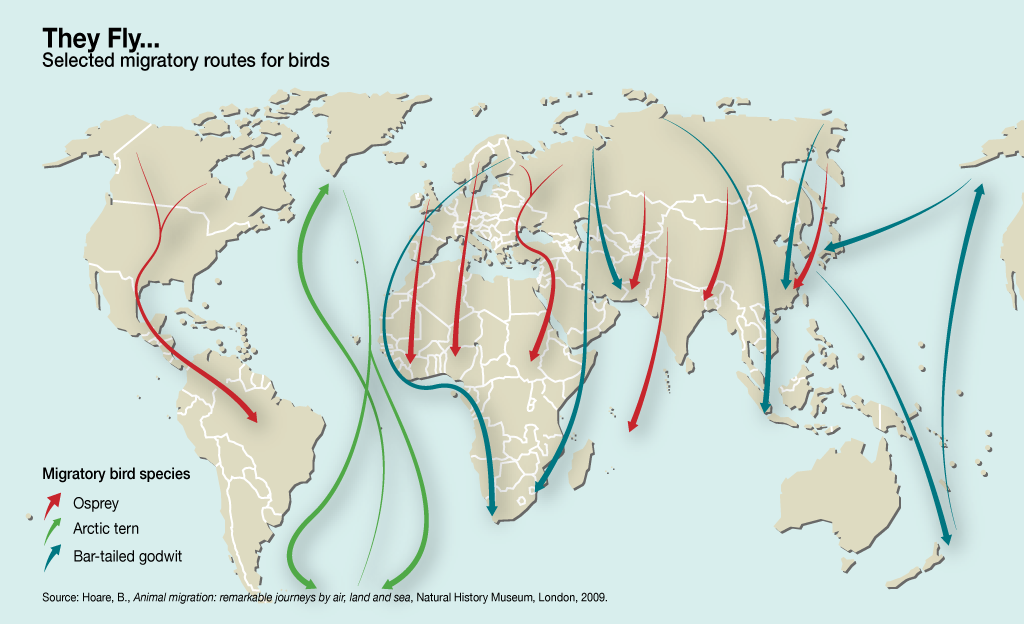 They Fly...
Selected migratory routes for birds
Migratory bird species
Osprey
Arctic tern
Bar-tailed godwit
Source: Hoare, B., Animal migration: remarkable journeys by air, land and sea, Natural History Museum, London, 2009.